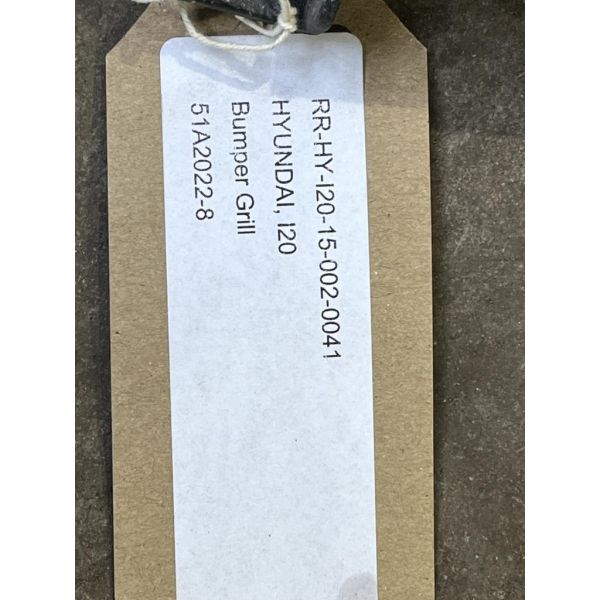 RR-HY-I20-15-002-0041
HYUNDAI, I20
Bumper Grill
51A2022-8